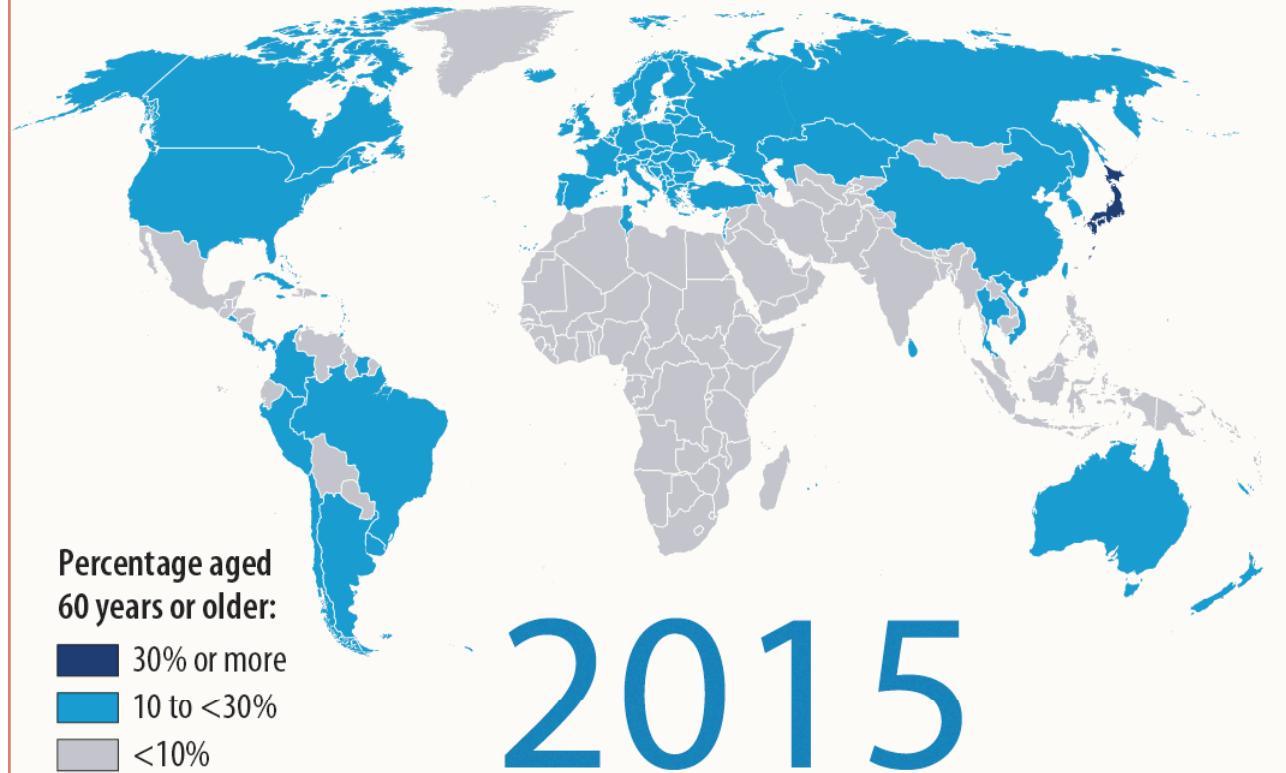 Percentage aged
60 years or older:
30% or more
10 to <30%
<10%
2015